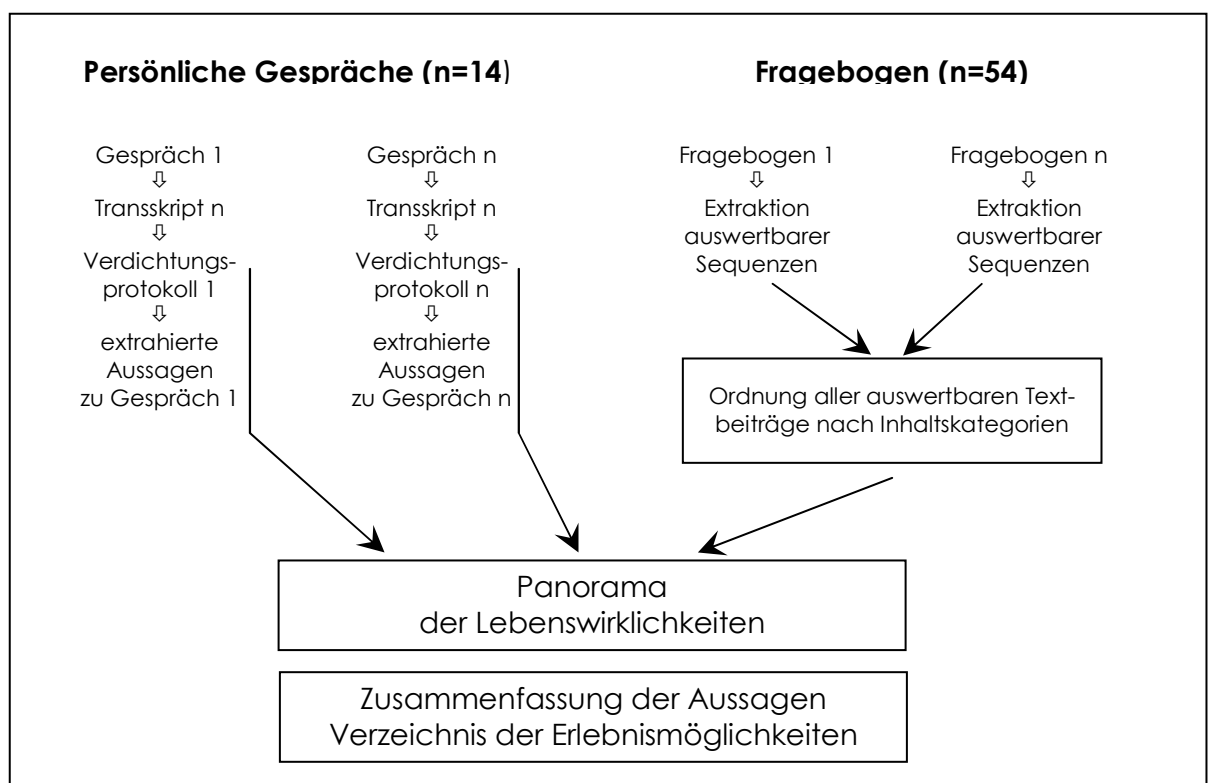 Persönliche Gespräche (n=14)
Fragebogen (n=54)
Gespräch 1
⇩
Transskript n
⇩
Verdichtungs-
protokoll 1
⇩
extrahierte
Aussagen
zu Gespräch 1
Gespräch n
⇩
Transskript n
⇩
Verdichtungs-
protokoll n
⇩
extrahierte
Aussagen
zu Gespräch n
Fragebogen 1
⇩
Extraktion
auswertbarer
Sequenzen
Fragebogen n
⇩
Extraktion
auswertbarer
Sequenzen
Ordnung aller auswertbaren Text-
beiträge nach Inhaltskategorien
Panorama
der Lebenswirklichkeiten
Zusammenfassung der Aussagen
Verzeichnis der Erlebnismöglichkeiten